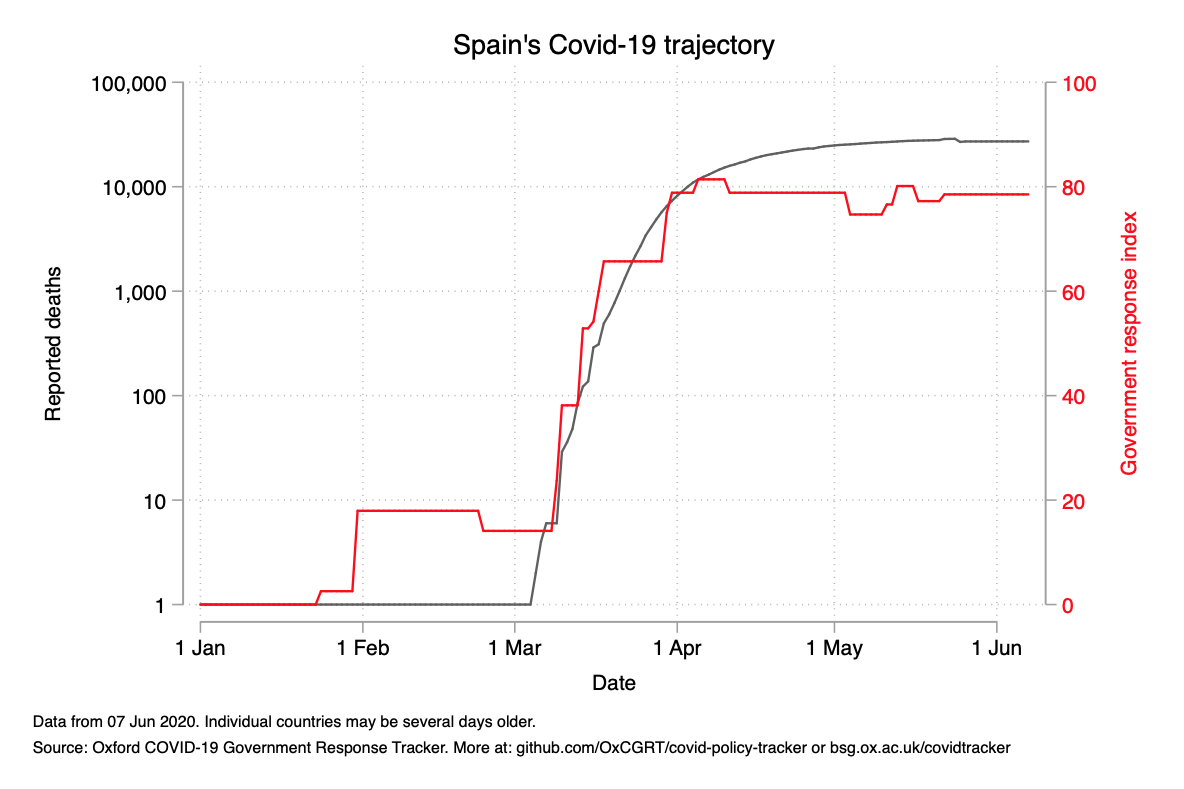 Spain's Covid-19 trajectory
100,000
10,000
1,000
100
10
1
Reported deaths
100
80
60
40
20
0
Government response index
1 Jan
1 Feb
1 Mar
1 Apr
1 May
1 Jun
Date
Data from 07 Jun 2020. Individual countries may be several days older.
Source: Oxford COVID-19 Government Response Tracker. More at: github.com/OxCGRT/covid-policy-tracker or bsg.ox.ac.uk/covidtracker